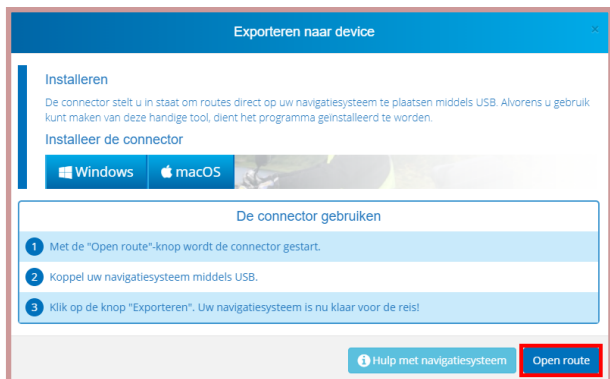 Exporteren naar device
×
Installeren
De connector stelt u in staat om routes direct op uw navigatiesysteem te plaatsen middels USB. Alvorens u gebruik
kunt maken van deze handige tool, dient het programma geïnstalleerd te worden.
Installeer de connector
Windows
macOS
De connector gebruiken
1 Met de "Open route"-knop wordt de connector gestart.
2 Koppel uw navigatiesysteem middels USB.
3 Klik op de knop "Exporteren". Uw navigatiesysteem is nu klaar voor de reis!
Hulp met navigatiesysteem
Open route